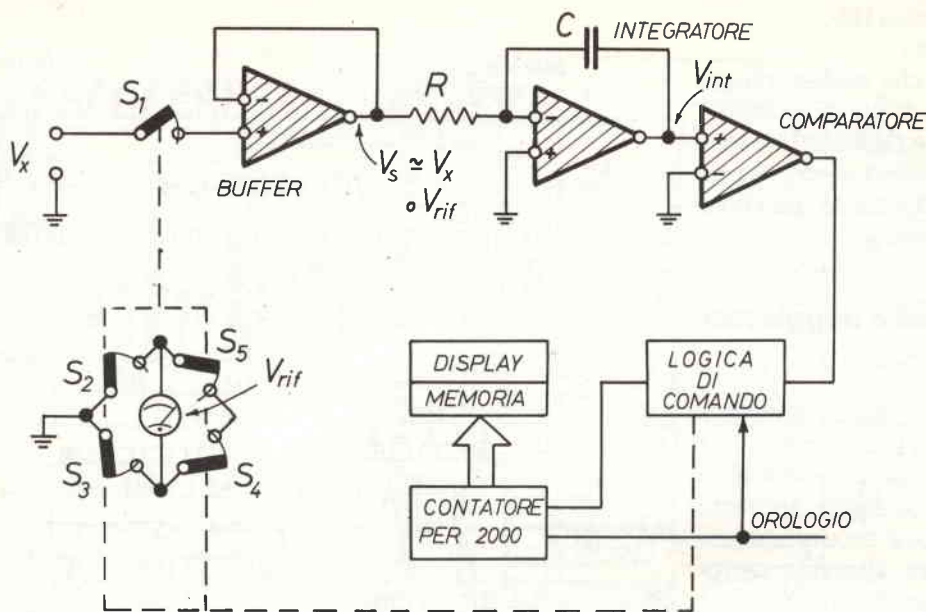 C
INTEGRATORE
S1
R
Vint
COMPARATORE
Vx
-
+
-
+
+
-
BUFFER
Vs ≃ Vx
o Vrif
S2
S5
Vrif
S3
S4
DISPLAY
MEMORIA
LOGICA
DI
COMANDO
CONTATORE
PER 2000
OROLOGIO